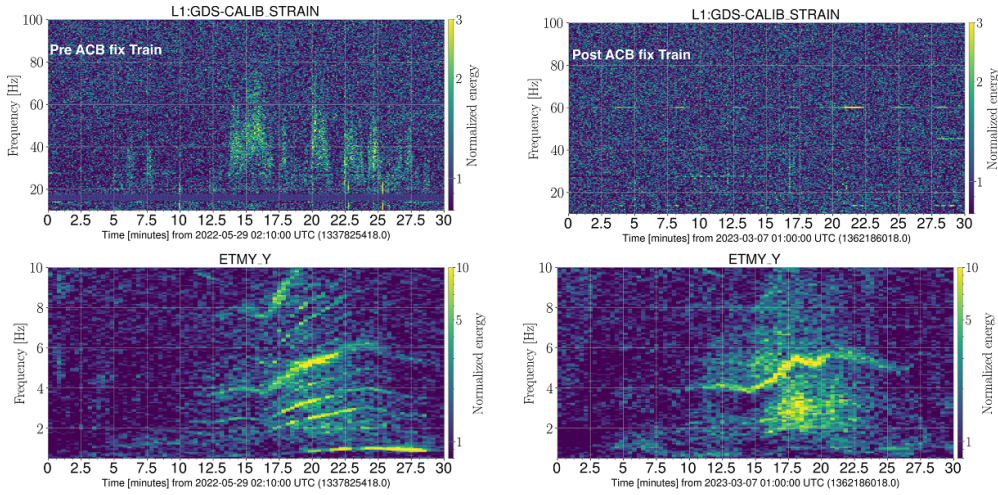 L1:GDS-CALIB_STRAIN
Pre ACB fix Train
100
80
60
40
20
Frequency [Hz]
0 2.5 5 7.5 10 12.5 15 17.5 20 22.5 25 27.5 30
Time [minutes] from 2022-05-29 02:10:00 UTC (1337825418.0)
3
2
1
Normalized energy
L1:GDS-CALIB_STRAIN
Post ACB fix Train
100
80
60
40
20
Frequency [Hz]
0 2.5 5 7.5 10 12.5 15 17.5 20 22.5 25 27.5 30
Time [minutes] from 2023-03-07 01:00:00 UTC (1362186018.0)
3
2
1
Normalized energy
ETMY_Y
10
8
6
4
2
Frequency [Hz]
0 2.5 5 7.5 10 12.5 15 17.5 20 22.5 25 27.5 30
Time [minutes] from 2022-05-29 02:10:00 UTC (1337825418.0)
10
5
1
Normalized energy
ETMY_Y
10
8
6
4
2
Frequency [Hz]
0 2.5 5 7.5 10 12.5 15 17.5 20 22.5 25 27.5 30
Time [minutes] from 2023-03-07 01:00:00 UTC (1362186018.0)
10
5
1
Normalized energy